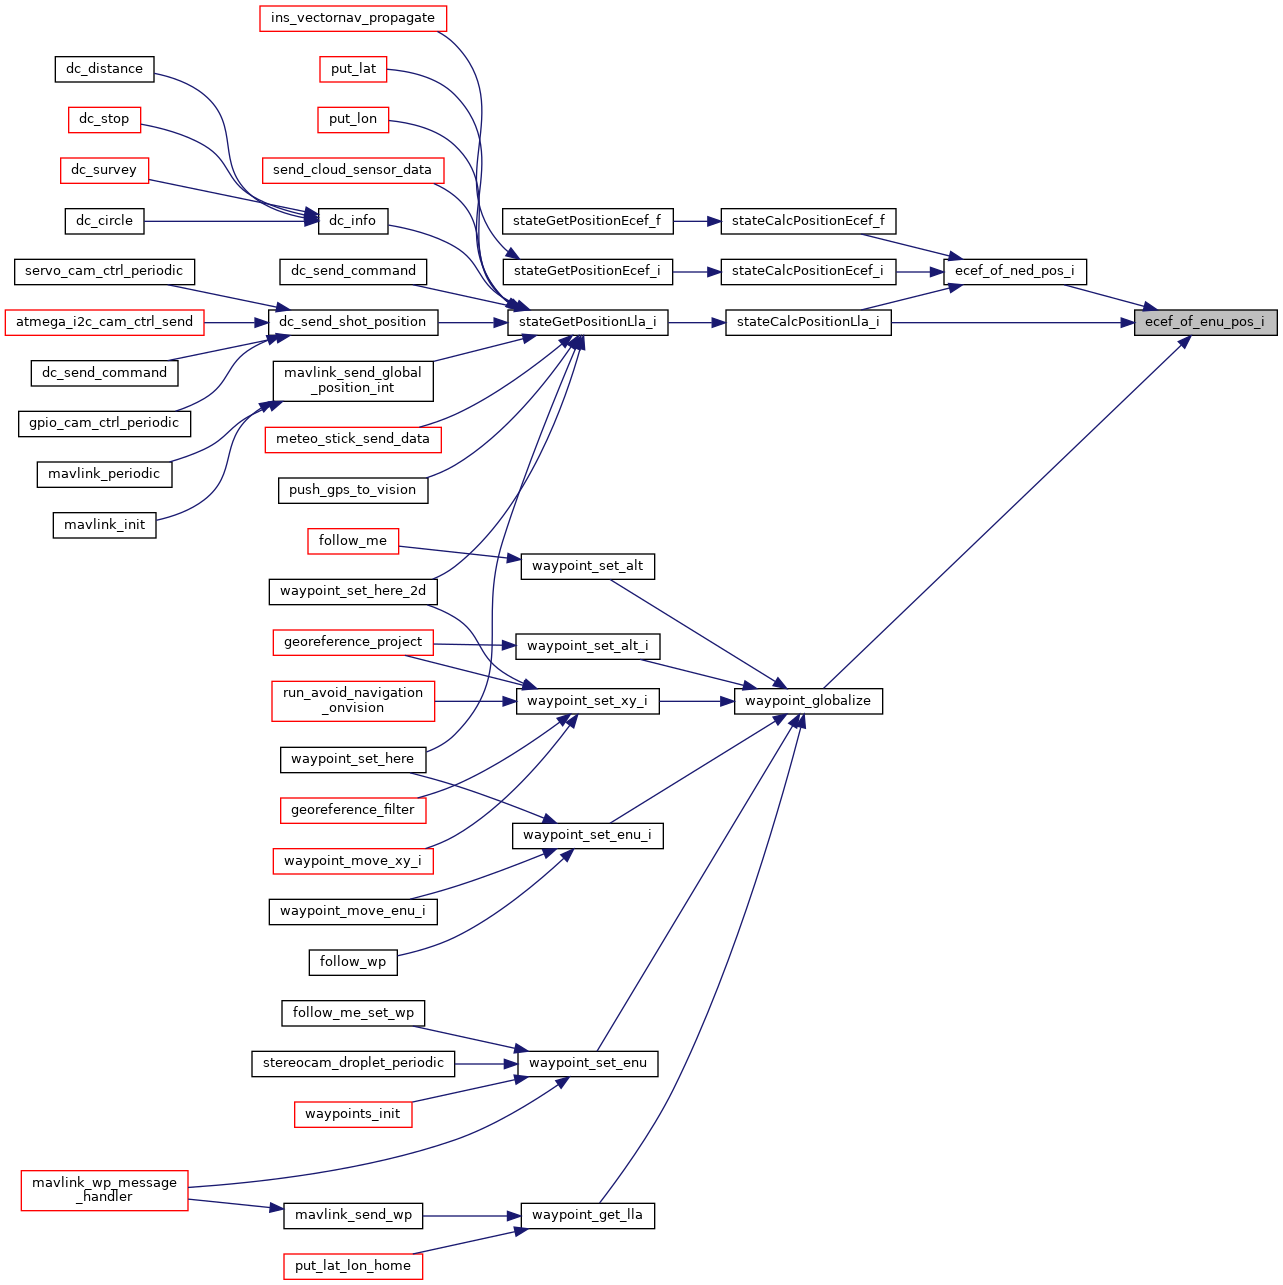 ins_vectornav_propagate
dc_distance
put_lat
dc_stop
put_lon
dc_survey
send_cloud_sensor_data
dc_circle
dc_info
stateGetPositionEcef_f
stateCalcPositionEcef_f
servo_cam_ctrl_periodic
dc_send_command
stateGetPositionEcef_i
stateCalcPositionEcef_i
ecef_of_ned_pos_i
atmega_i2c_cam_ctrl_send
dc_send_shot_position
stateGetPositionLla_i
stateCalcPositionLla_i
ecef_of_enu_pos_i
dc_send_command
mavlink_send_global
_position_int
gpio_cam_ctrl_periodic
meteo_stick_send_data
mavlink_periodic
push_gps_to_vision
mavlink_init
follow_me
waypoint_set_alt
waypoint_set_here_2d
georeference_project
waypoint_set_alt_i
run_avoid_navigation
_onvision
waypoint_set_xy_i
waypoint_globalize
waypoint_set_here
georeference_filter
waypoint_set_enu_i
waypoint_move_xy_i
waypoint_move_enu_i
follow_wp
follow_me_set_wp
stereocam_droplet_periodic
waypoint_set_enu
waypoints_init
mavlink_wp_message
_handler
mavlink_send_wp
waypoint_get_lla
put_lat_lon_home